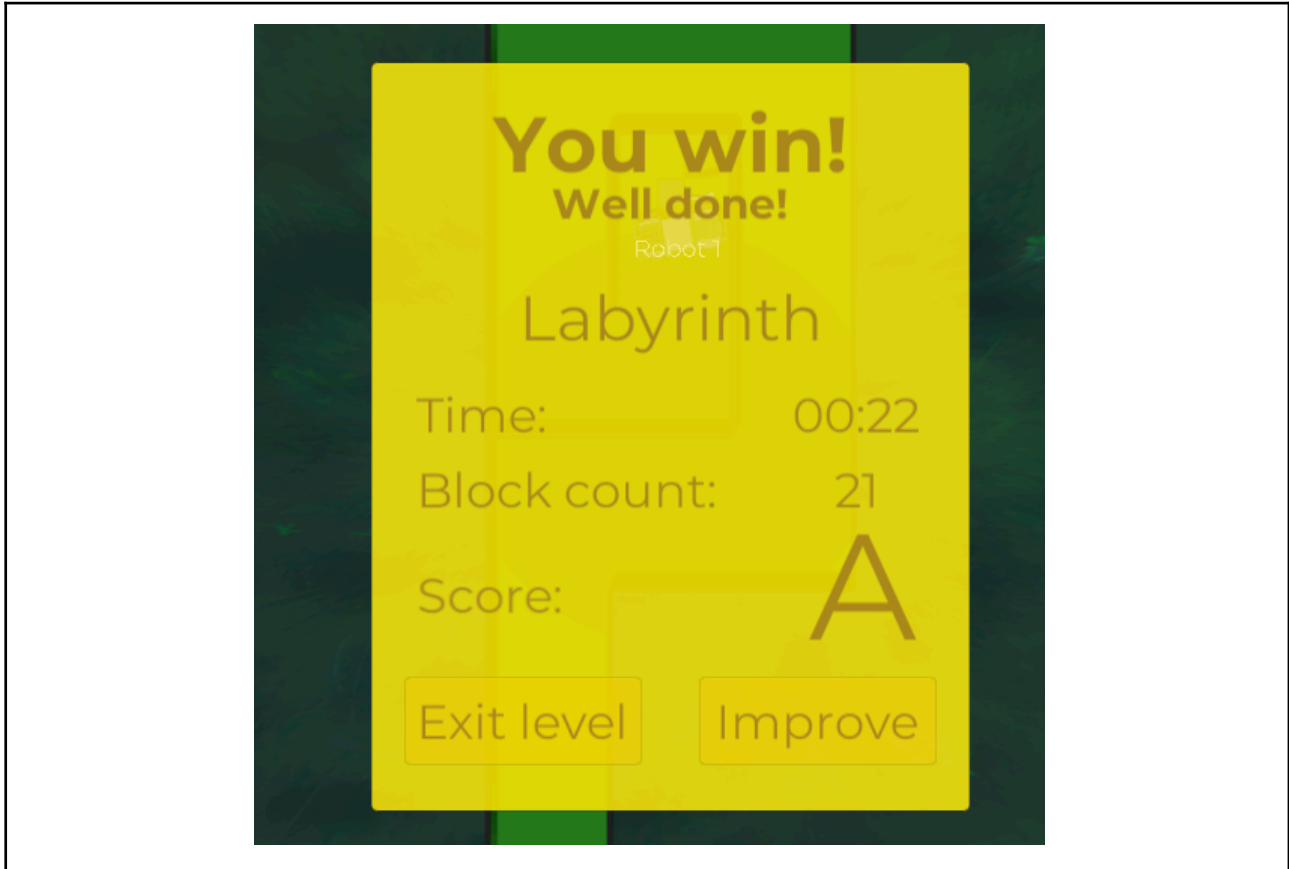 You win!
Well done!
Robot 1
Labyrinth
Time: 00:22
Block count: 21
Score: A
Exit level Improve